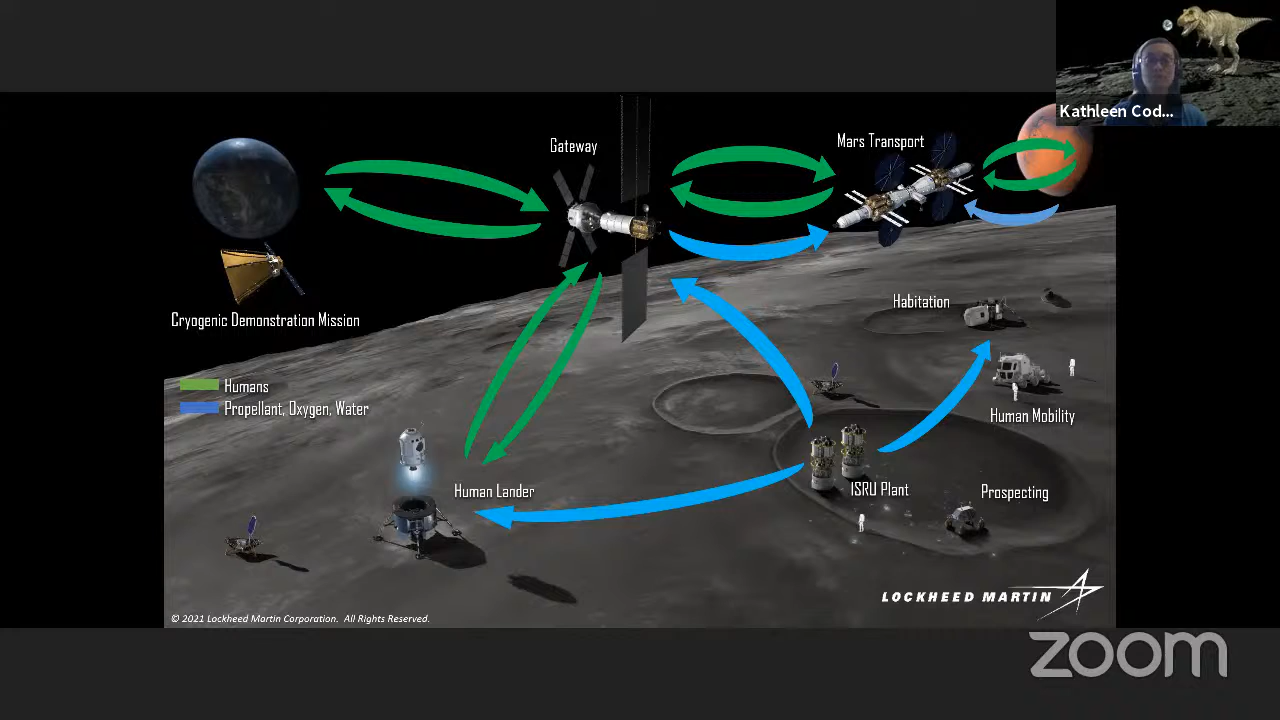 Kathleen Cod...
Gateway
Mars Transport
Habitation
Cryogenic Demonstration Mission
Humans
Propellant, Oxygen, Water
Human Mobility
Human Lander
ISRU Plant
Prospecting
LOCKHEED MARTIN
© 2021 Lockheed Martin Corporation. All Rights Reserved.
zoom